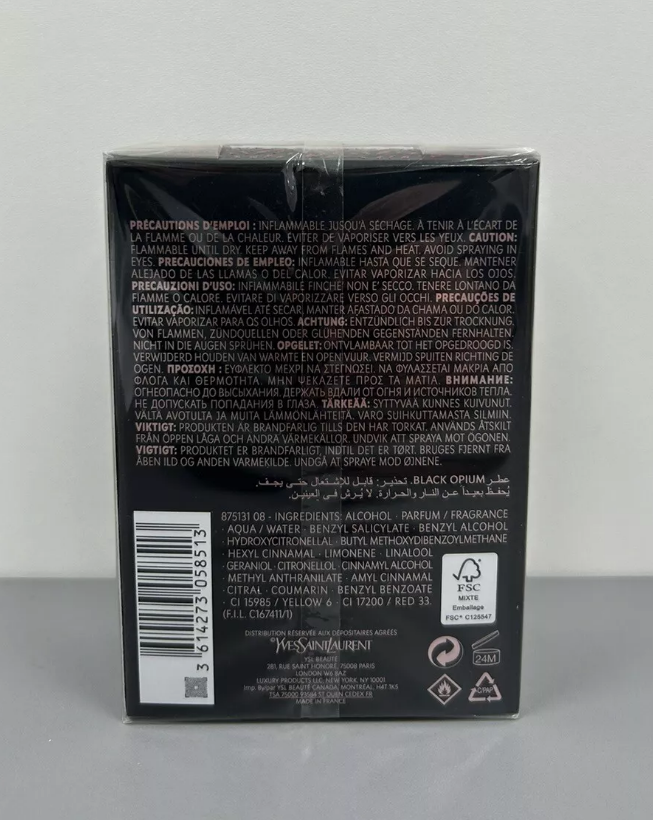 PRÉCAUTIONS D'EMPLOI : INFLAMMABLE JUSQU'À SÉCHAGE. À TENIR À L'ÉCART DE
LA FLAMME OU DE LA CHALEUR. ÉVITER DE VAPORISER VERS LES YEUX. CAUTION:
FLAMMABLE UNTIL DRY. KEEP AWAY FROM FLAMES AND HEAT. AVOID SPRAYING IN
EYES. PRECAUCIONES DE EMPLEO: INFLAMABLE HASTA QUE SE SEQUE. MANTENER
ALEJADO DE LAS LLAMAS O DEL CALOR. EVITAR VAPORIZAR HACIA LOS OJOS.
PRECAUZIONI D'USO: INFIAMMABILE FINCHE' NON E' SECCO. TENERE LONTANO DA
FIAMME O CALORE. EVITARE DI VAPORIZZARE VERSO GLI OCCHI. PRECAUÇÕES DE
UTILIZAÇÃO: INFLAMÁVEL ATÉ SECAR, MANTER AFASTADO DA CHAMA OU DO CALOR.
EVITAR VAPORIZAR PARA OS OLHOS. ACHTUNG: ENTZÜNDLICH BIS ZUR TROCKNUNG.
VON FLAMMEN, ZÜNDQUELLEN ODER GLÜHENDEN GEGENSTÄNDEN FERNHALTEN.
NICHT IN DIE AUGEN SPRÜHEN. OPGELET: ONTVLAMBAAR TOT HET OPGEDROOGD IS.
VERWIJDERD HOUDEN VAN WARMTE EN OPEN VUUR. VERMIJD SPUITEN RICHTING DE
OGEN. ΠΡΟΣΟΧΗ : ΕΥΦΛΕΚΤΟ ΜΕΧΡΙ ΝΑ ΣΤΕΓΝΩΣΕΙ. ΝΑ ΦΥΛΑΣΣΕΤΑΙ ΜΑΚΡΙΑ ΑΠΟ
ΦΛΟΓΑ ΚΑΙ ΘΕΡΜΟΤΗΤΑ. ΜΗΝ ΨΕΚΑΖΕΤΕ ΠΡΟΣ ΤΑ ΜΑΤΙΑ. ВНИМАНИЕ:
ОГНЕОПАСНО ДО ВЫСЫХАНИЯ. ДЕРЖАТЬ ВДАЛИ ОТ ОГНЯ И ИСТОЧНИКОВ ТЕПЛА.
НЕ ДОПУСКАТЬ ПОПАДАНИЯ В ГЛАЗА. TÄRKEÄÄ: SYTTYVÄÄ KUNNES KUIVUNUT.
VÄLTÄ AVOTULTA JA MUITA LÄMMÖNLÄHTEITÄ. VARO SUIHKUTTAMASTA SILMIIN.
VIKTIGT: PRODUKTEN ÄR BRANDFARLIG TILLS DEN HAR TORKAT. ANVÄNDS ÅTSKILT
FRÅN ÖPPEN LÅGA OCH ANDRA VÄRMEKÄLLOR. UNDVIK ATT SPRAYA MOT ÖGONEN.
VIGTIGT: PRODUKTET ER BRANDFARLIGT, INDTIL DET ER TØRT. BRUGES FJERNT FRA
ÅBEN ILD OG ANDEN VARMEKILDE. UNDGÅ AT SPRAYE MOD ØJNENE.
عطر BLACK OPIUM. تحذير: قابل للإشتعال حتى يجف.
يُحفظ بعيداً عن النار والحرارة. لا يُرش في العينين.
875131 08 - INGREDIENTS: ALCOHOL · PARFUM / FRAGRANCE
· AQUA / WATER · BENZYL SALICYLATE · BENZYL ALCOHOL
· HYDROXYCITRONELLAL · BUTYL METHOXYDIBENZOYLMETHANE
· HEXYL CINNAMAL · LIMONENE · LINALOOL
· GERANIOL · CITRONELLOL · CINNAMYL ALCOHOL
· METHYL ANTHRANILATE · AMYL CINNAMAL
· CITRAL · COUMARIN · BENZYL BENZOATE
· CI 15985 / YELLOW 6 · CI 17200 / RED 33.
(F.I.L. C167411/1)
3 614273 058513
FSC
MIXTE
Emballage
FSC® C125547
DISTRIBUTION RÉSERVÉE AUX DÉPOSITAIRES AGRÉÉS
©YVESSAINTLAURENT
YSL BEAUTÉ
281, RUE SAINT HONORÉ, 75008 PARIS
LONDON W6 8AZ
LUXURY PRODUCTS LLC, NEW YORK, NY 10001
Imp. By/par YSL BEAUTÉ CANADA, MONTRÉAL, H4T 1K5
TSA 75000 93584 ST OUEN CEDEX FR
MADE IN FRANCE
24M
C/PAP